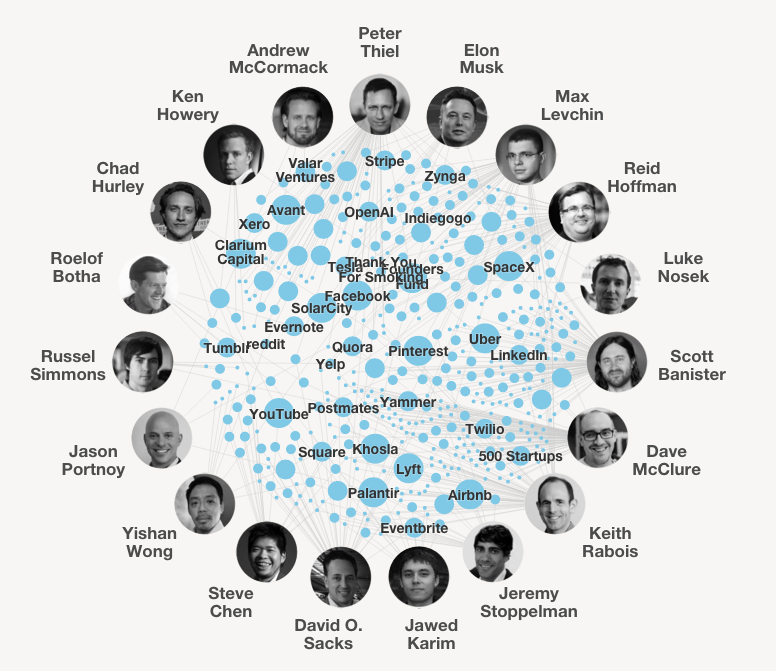 Peter
Thiel
Andrew
McCormack
Elon
Musk
Ken
Howery
Max
Levchin
Chad
Hurley
Reid
Hoffman
Roelof
Botha
Luke
Nosek
Russel
Simmons
Scott
Banister
Jason
Portnoy
Dave
McClure
Yishan
Wong
Keith
Rabois
Steve
Chen
Jeremy
Stoppelman
David O.
Sacks
Jawed
Karim
Stripe
Valar
Ventures
Zynga
Avant
OpenAI
Indiegogo
Xero
Clarium
Capital
Thank You
For Smoking
Tesla
Founders
Fund
SpaceX
Facebook
SolarCity
Evernote
Tumblr
reddit
Quora
Pinterest
Uber
LinkedIn
Yelp
YouTube
Postmates
Yammer
Twilio
Square
Khosla
500 Startups
Lyft
Palantir
Airbnb
Eventbrite